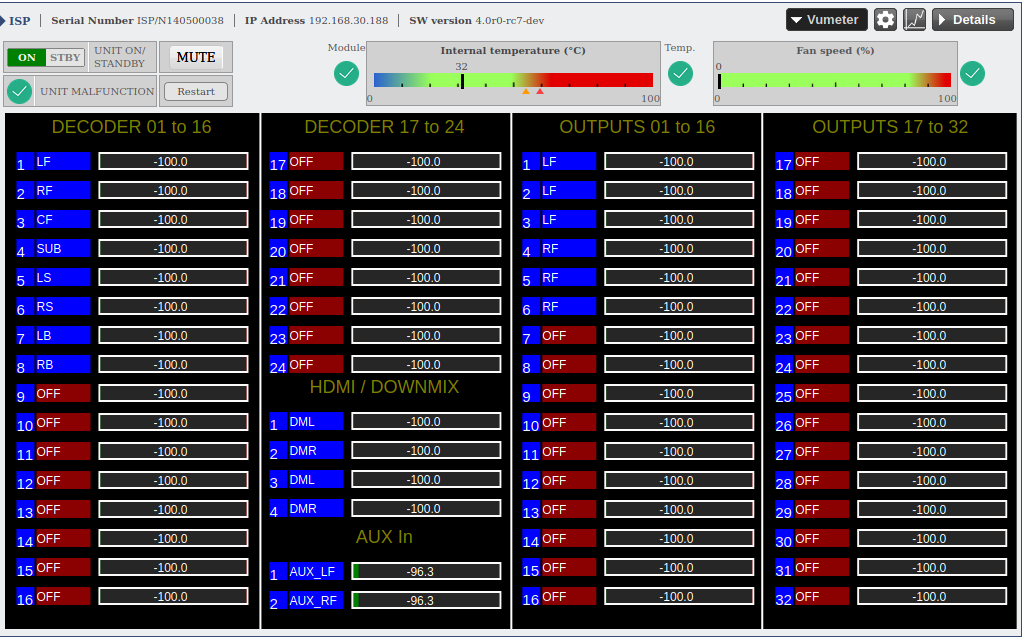 ISP Serial Number ISP/N140500038 IP Address 192.168.30.188 SW version 4.0r0-rc7-dev Vumeter Details
ON STBY UNIT ON/ STANDBY MUTE Module Internal temperature (°C) Temp. Fan speed (%)
32 0
UNIT MALFUNCTION Restart 0 100 0 100
DECODER 01 to 16
1 LF -100.0
2 RF -100.0
3 CF -100.0
4 SUB -100.0
5 LS -100.0
6 RS -100.0
7 LB -100.0
8 RB -100.0
9 OFF -100.0
10 OFF -100.0
11 OFF -100.0
12 OFF -100.0
13 OFF -100.0
14 OFF -100.0
15 OFF -100.0
16 OFF -100.0
DECODER 17 to 24
17 OFF -100.0
18 OFF -100.0
19 OFF -100.0
20 OFF -100.0
21 OFF -100.0
22 OFF -100.0
23 OFF -100.0
24 OFF -100.0
HDMI / DOWNMIX
1 DML -100.0
2 DMR -100.0
3 DML -100.0
4 DMR -100.0
AUX In
1 AUX_LF -96.3
2 AUX_RF -96.3
OUTPUTS 01 to 16
1 LF -100.0
2 LF -100.0
3 LF -100.0
4 RF -100.0
5 RF -100.0
6 RF -100.0
7 OFF -100.0
8 OFF -100.0
9 OFF -100.0
10 OFF -100.0
11 OFF -100.0
12 OFF -100.0
13 OFF -100.0
14 OFF -100.0
15 OFF -100.0
16 OFF -100.0
OUTPUTS 17 to 32
17 OFF -100.0
18 OFF -100.0
19 OFF -100.0
20 OFF -100.0
21 OFF -100.0
22 OFF -100.0
23 OFF -100.0
24 OFF -100.0
25 OFF -100.0
26 OFF -100.0
27 OFF -100.0
28 OFF -100.0
29 OFF -100.0
30 OFF -100.0
31 OFF -100.0
32 OFF -100.0